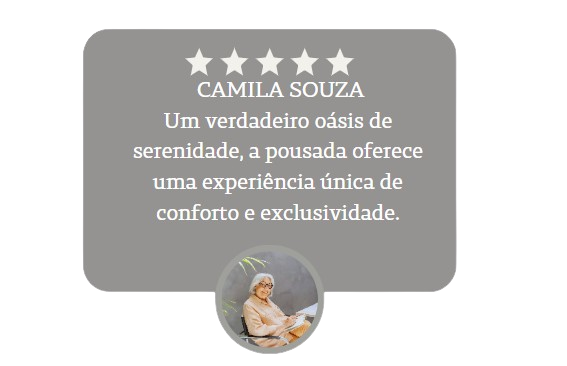 CAMILA SOUZA
Um verdadeiro oásis de
serenidade, a pousada oferece
uma experiência única de
conforto e exclusividade.